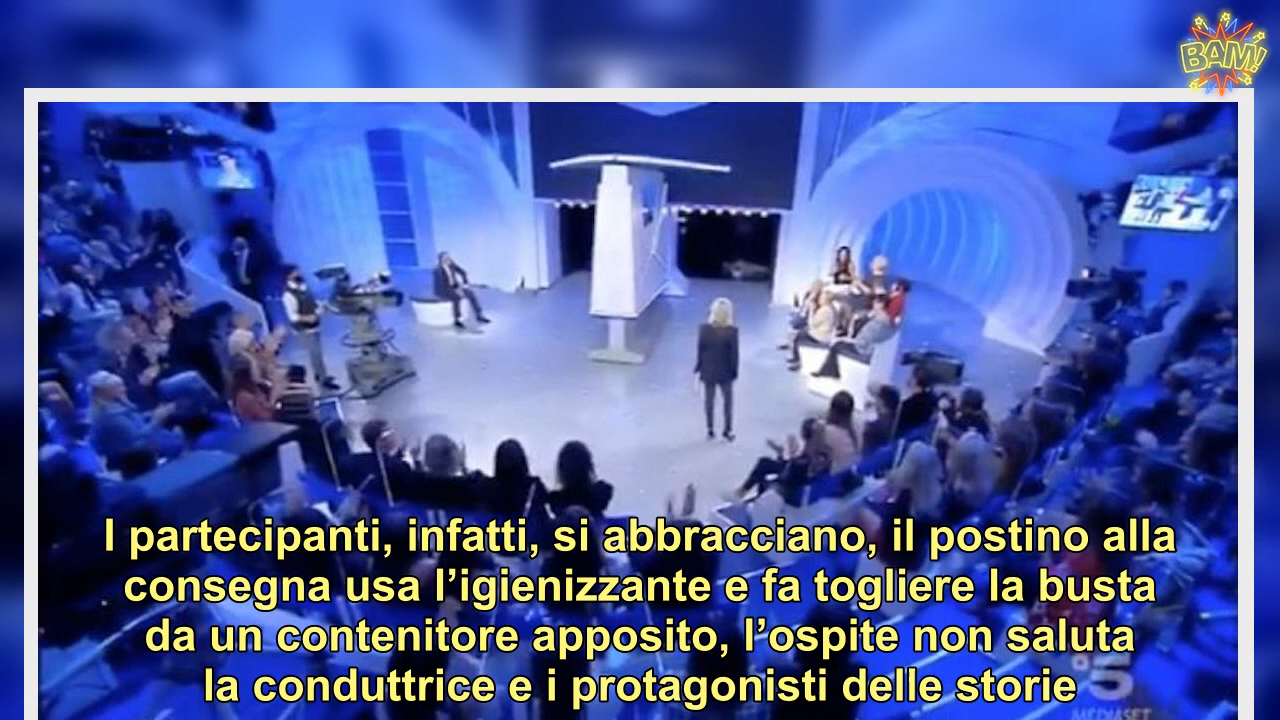 BAM!
I partecipanti, infatti, si abbracciano, il postino alla
consegna usa l’igienizzante e fa togliere la busta
da un contenitore apposito, l’ospite non saluta
la conduttrice e i protagonisti delle storie
5